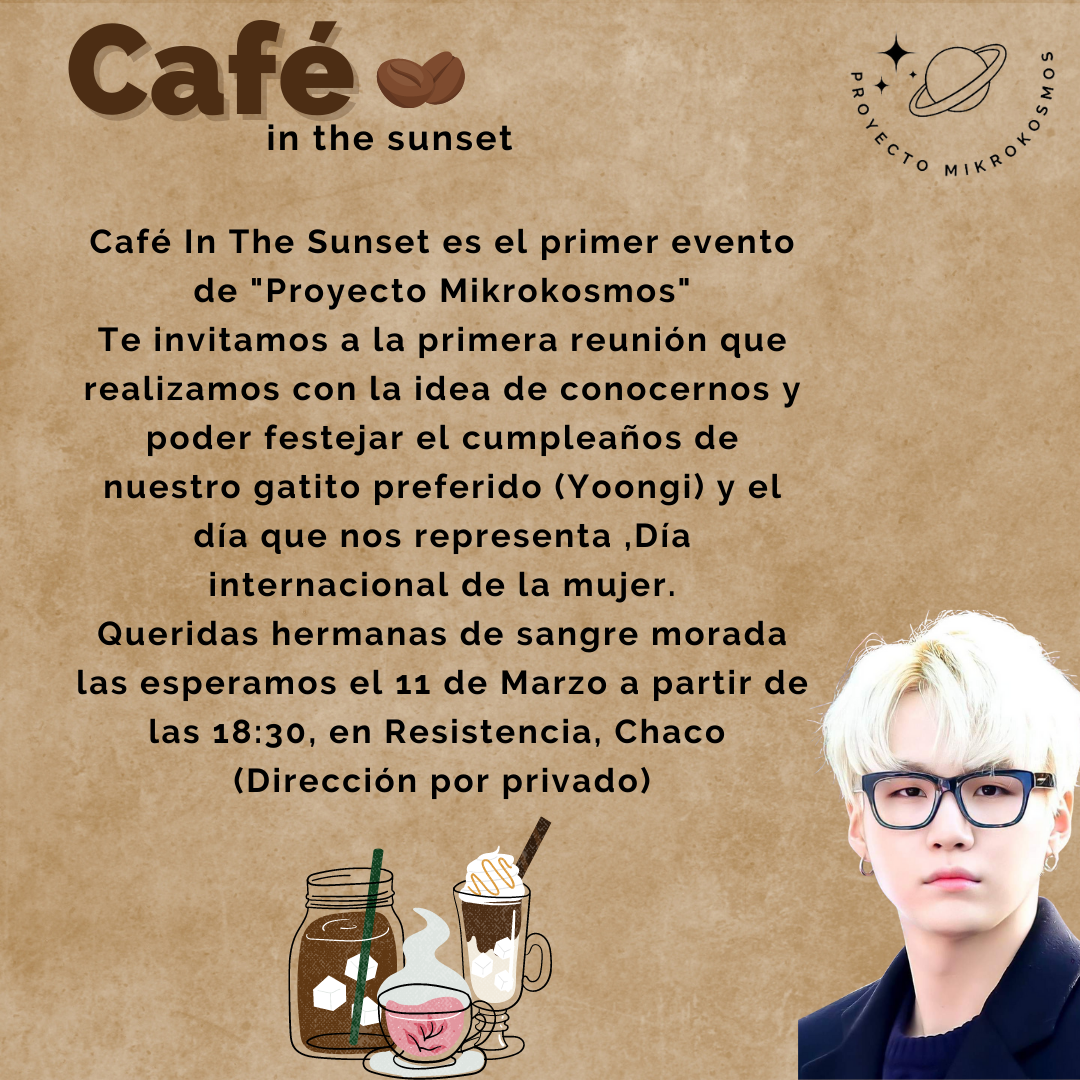 Café
in the sunset
PROYECTO MIKROKOSMOS
Café In The Sunset es el primer evento
de "Proyecto Mikrokosmos"
Te invitamos a la primera reunión que
realizamos con la idea de conocernos y
poder festejar el cumpleaños de
nuestro gatito preferido (Yoongi) y el
día que nos representa ,Día
internacional de la mujer.
Queridas hermanas de sangre morada
las esperamos el 11 de Marzo a partir de
las 18:30, en Resistencia, Chaco
(Dirección por privado)